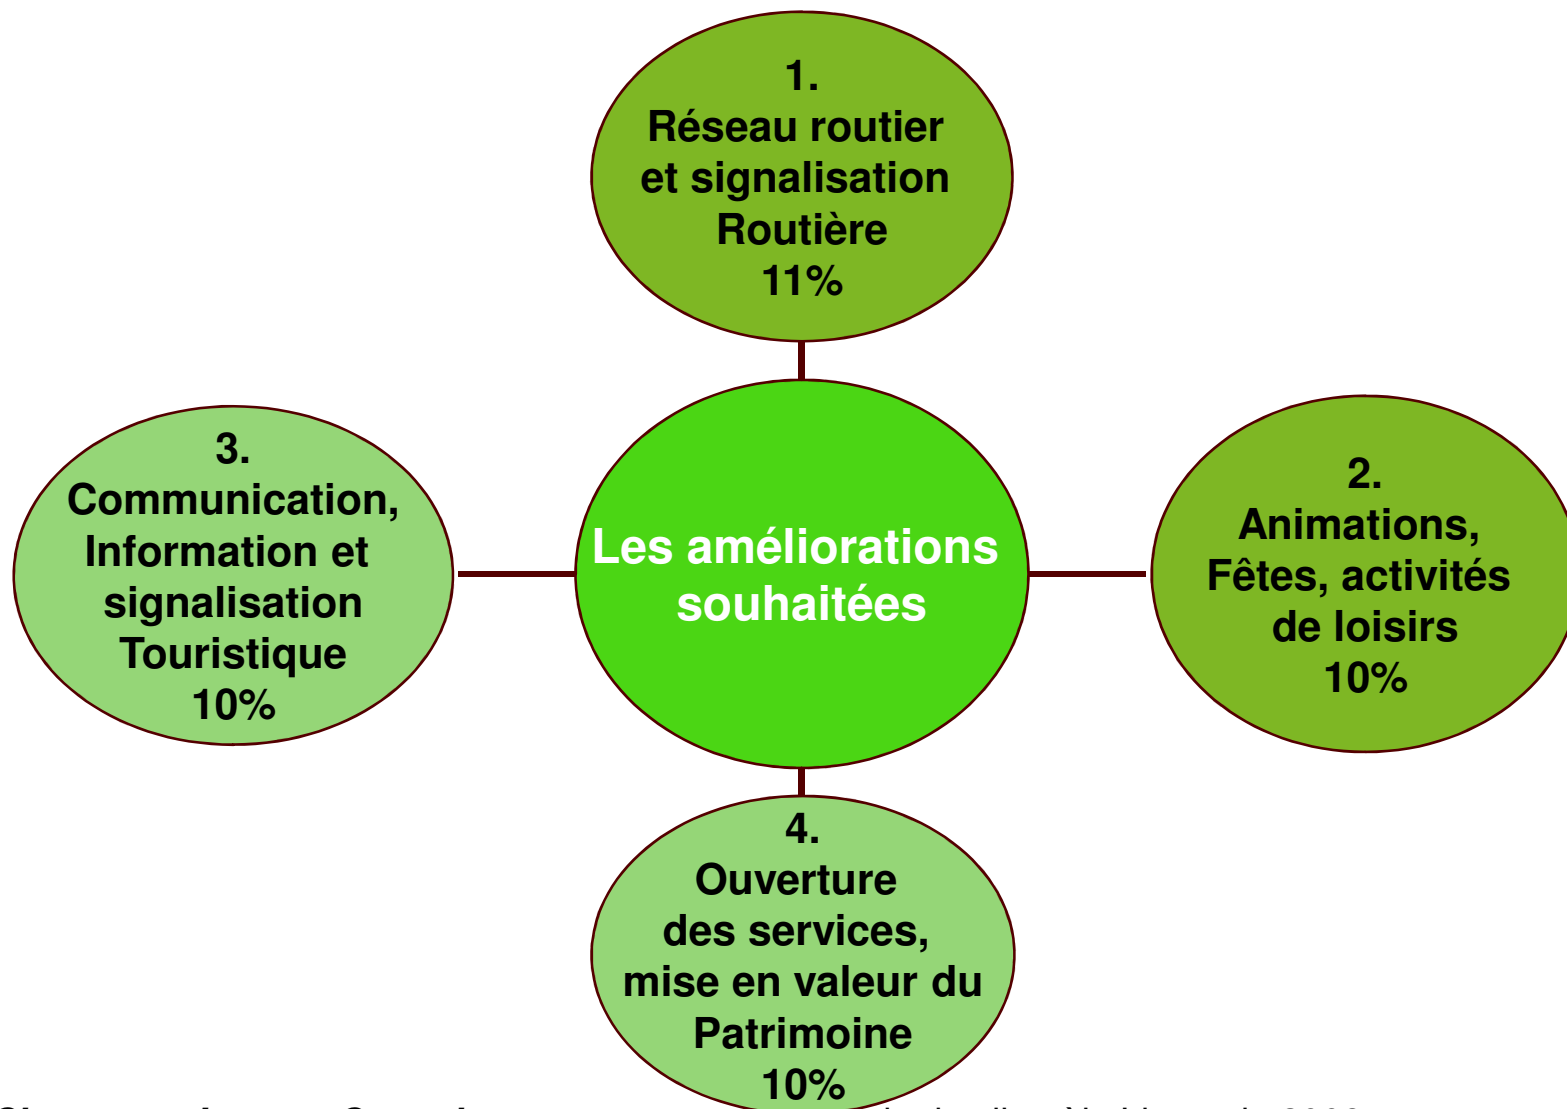 1.
Réseau routier
et signalisation
Routière
11%
3.
Communication,
Information et
signalisation
Touristique
10%
Les améliorations
souhaitées
2.
Animations,
Fêtes, activités
de loisirs
10%
4.
Ouverture
des services,
mise en valeur du
Patrimoine
10%